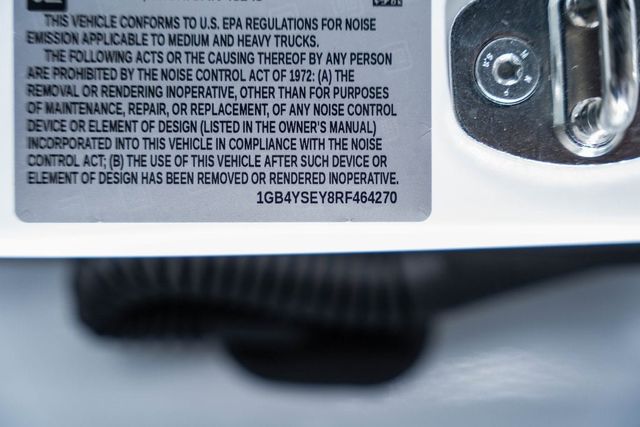 THIS VEHICLE CONFORMS TO U.S. EPA REGULATIONS FOR NOISE
EMISSION APPLICABLE TO MEDIUM AND HEAVY TRUCKS.
THE FOLLOWING ACTS OR THE CAUSING THEREOF BY ANY PERSON
ARE PROHIBITED BY THE NOISE CONTROL ACT OF 1972: (A) THE
REMOVAL OR RENDERING INOPERATIVE, OTHER THAN FOR PURPOSES
OF MAINTENANCE, REPAIR, OR REPLACEMENT, OF ANY NOISE CONTROL
DEVICE OR ELEMENT OF DESIGN (LISTED IN THE OWNER'S MANUAL)
INCORPORATED INTO THIS VEHICLE IN COMPLIANCE WITH THE NOISE
CONTROL ACT; (B) THE USE OF THIS VEHICLE AFTER SUCH DEVICE OR
ELEMENT OF DESIGN HAS BEEN REMOVED OR RENDERED INOPERATIVE.
1GB4YSEY8RF464270